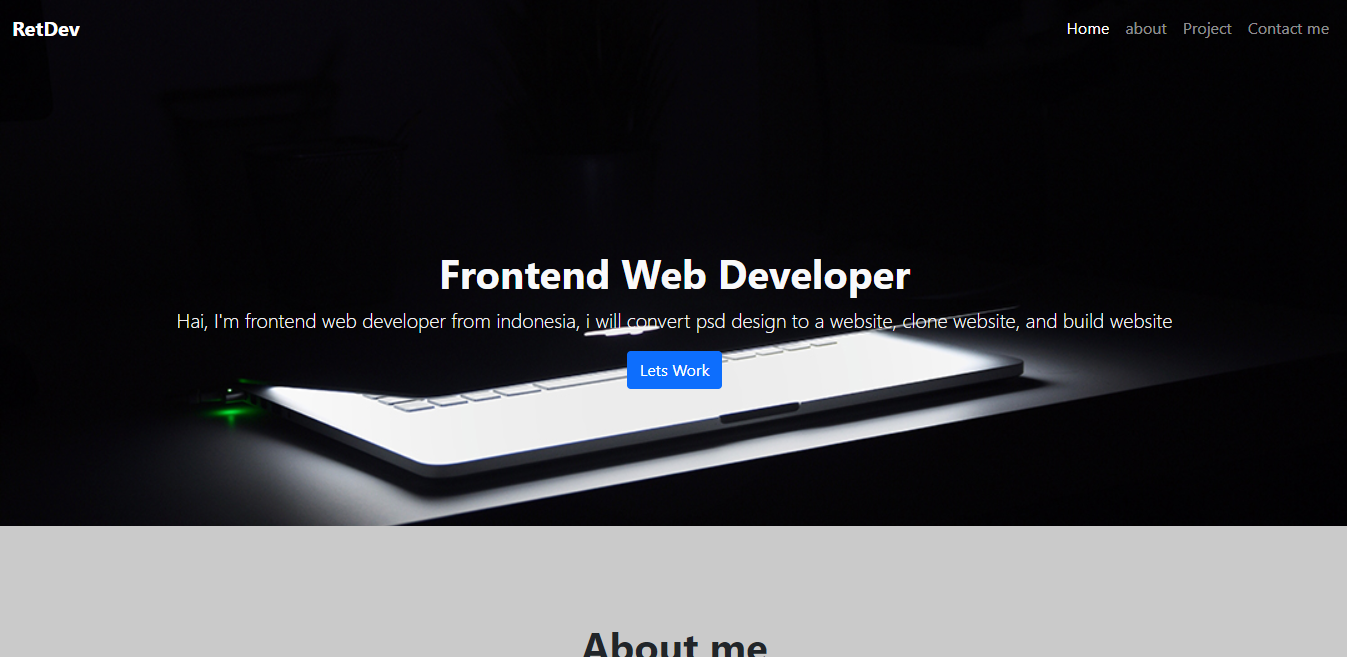 RetDev
Home about Project Contact me
Frontend Web Developer
Hai, I'm frontend web developer from indonesia, i will convert psd design to a website, clone website, and build website
Lets Work
About me